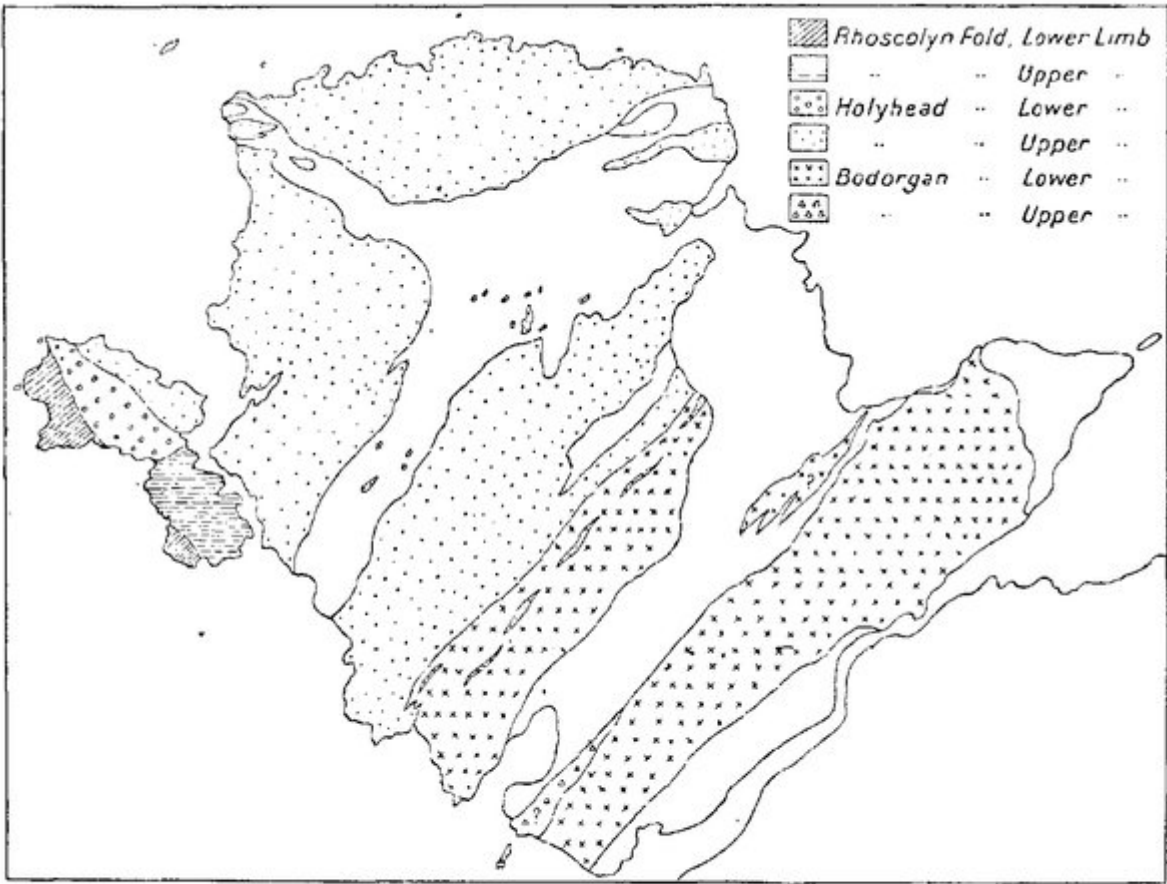 Rhoscolyn Fold, Lower Limb
.. .. Upper ..
Holyhead .. Lower ..
.. .. Upper ..
Bodorgan .. Lower ..
.. .. Upper ..
?
?